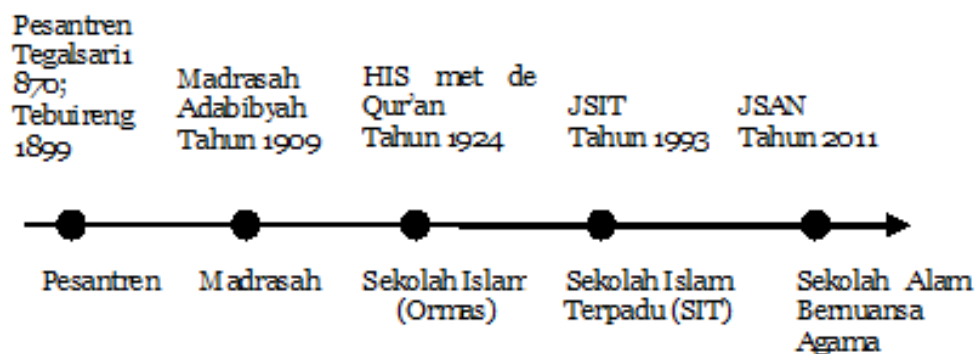 Pesantren
Tegalsari1
870;
Tebuireng
1899
Madrasah
Adabibyah
Tahun 1909
HIS met de
Qur'an
Tahun 1924
JSIT
Tahun 1993
JSAN
Tahun 2011
Pesantren
Madrasah
Sekolah Islam
(Ormas)
Sekolah Islam
Terpadu (SIT)
Sekolah Alam
Bernuansa
Agama